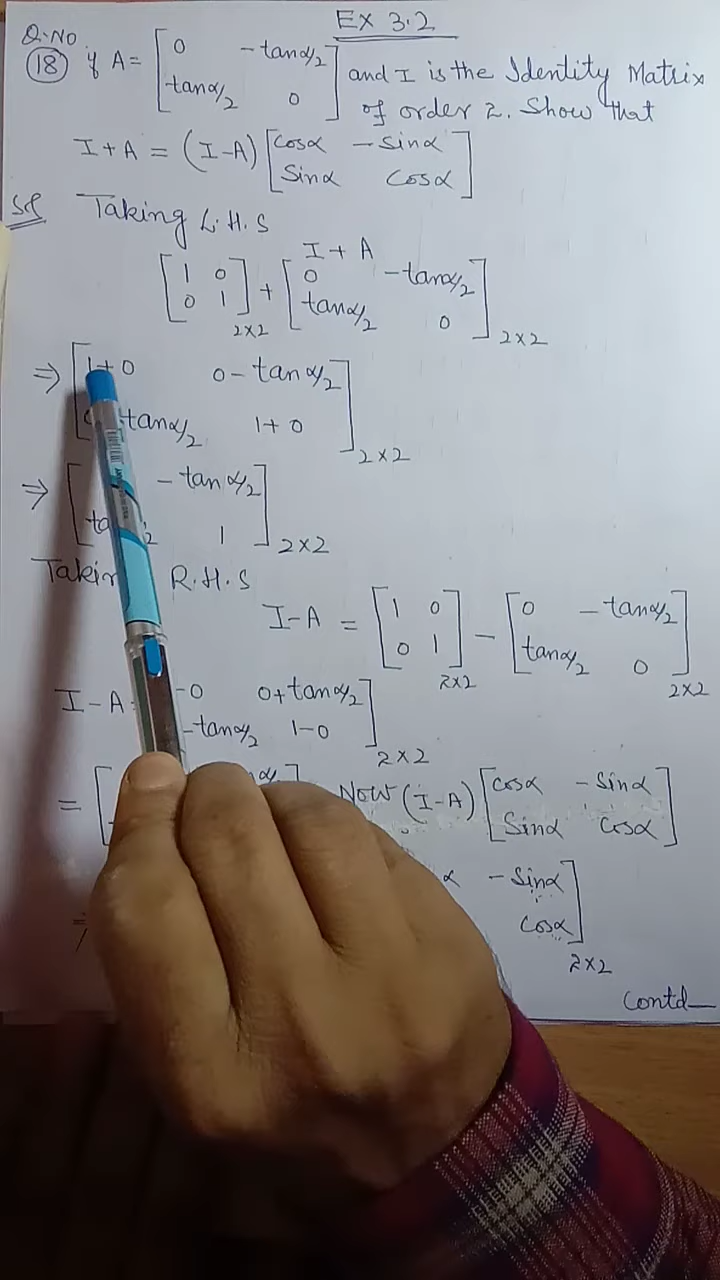 EX 3.2
Q.NO
18 if A = [ 0 -tanα/2
tanα/2 0 ] and I is the Identity Matrix
of order 2. Show that
I + A = (I-A) [ cosα -sinα
Sinα Cosα ]
Sol Taking L.H.S
I + A
[ 1 0
0 1 ]2×2 + [ 0 -tanα/2
tanα/2 0 ]2×2
⇒ [ 1+0 0-tanα/2
tanα/2 1+0 ]2×2
⇒ [ -tanα/2
1 ]2×2
R.H.S
I-A = [ 1 0
0 1 ]2×2 - [ 0 -tanα/2
tanα/2 0 ]2×2
I-A -0 0+tanα/2
-tanα/2 1-0 ]2×2
= [ Now (I-A) [ cosα -Sinα
Sinα Cosα ]
α -Sinα
cosα ]2×2
Contd—